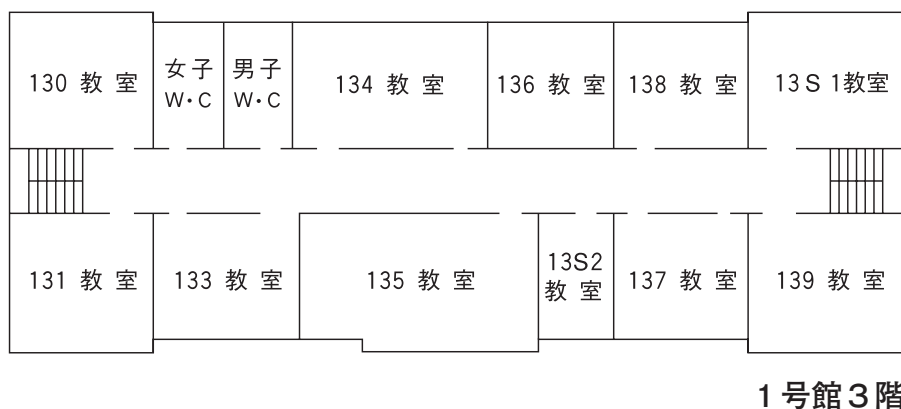 130 教 室
女 子
W・C
男 子
W・C
134 教 室
136 教 室
138 教 室
13S 1教室
131 教 室
133 教 室
135 教 室
13S2
教 室
137 教 室
139 教 室
1号館3階